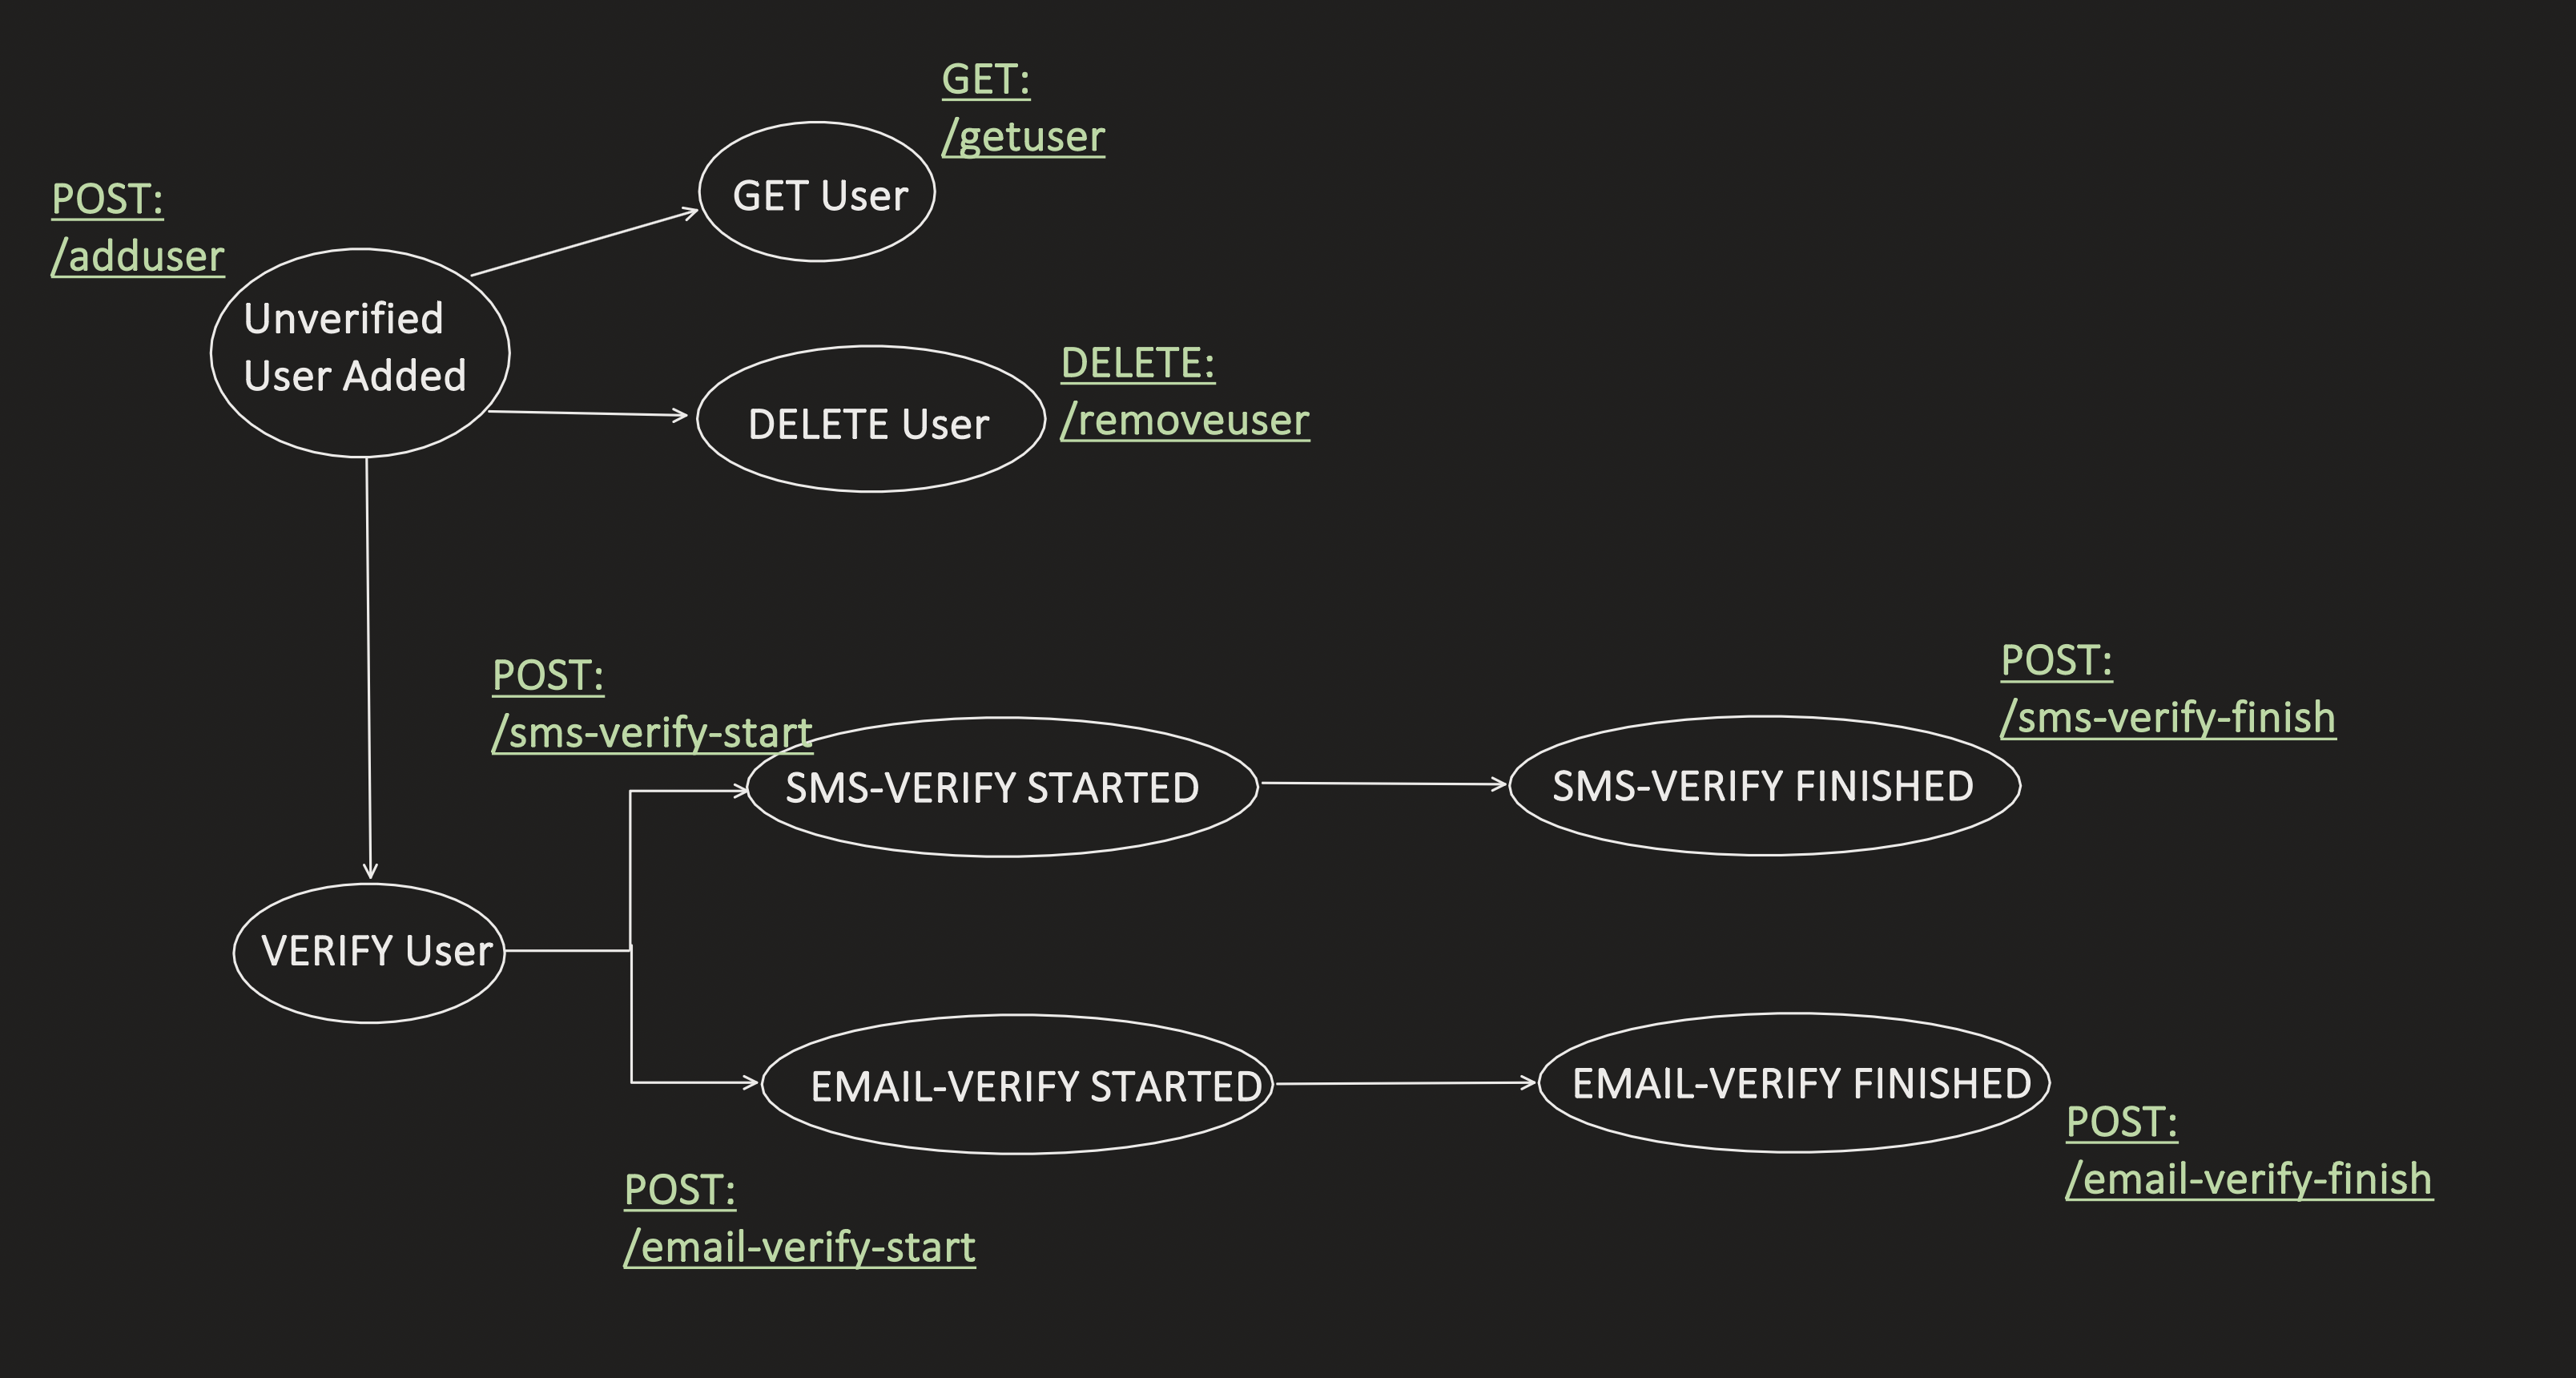 GET:
/getuser
GET User
POST:
/adduser
Unverified
User Added
DELETE:
/removeuser
DELETE User
POST:
/sms-verify-start
SMS-VERIFY STARTED
POST:
/sms-verify-finish
SMS-VERIFY FINISHED
VERIFY User
EMAIL-VERIFY STARTED
POST:
/email-verify-start
EMAIL-VERIFY FINISHED
POST:
/email-verify-finish